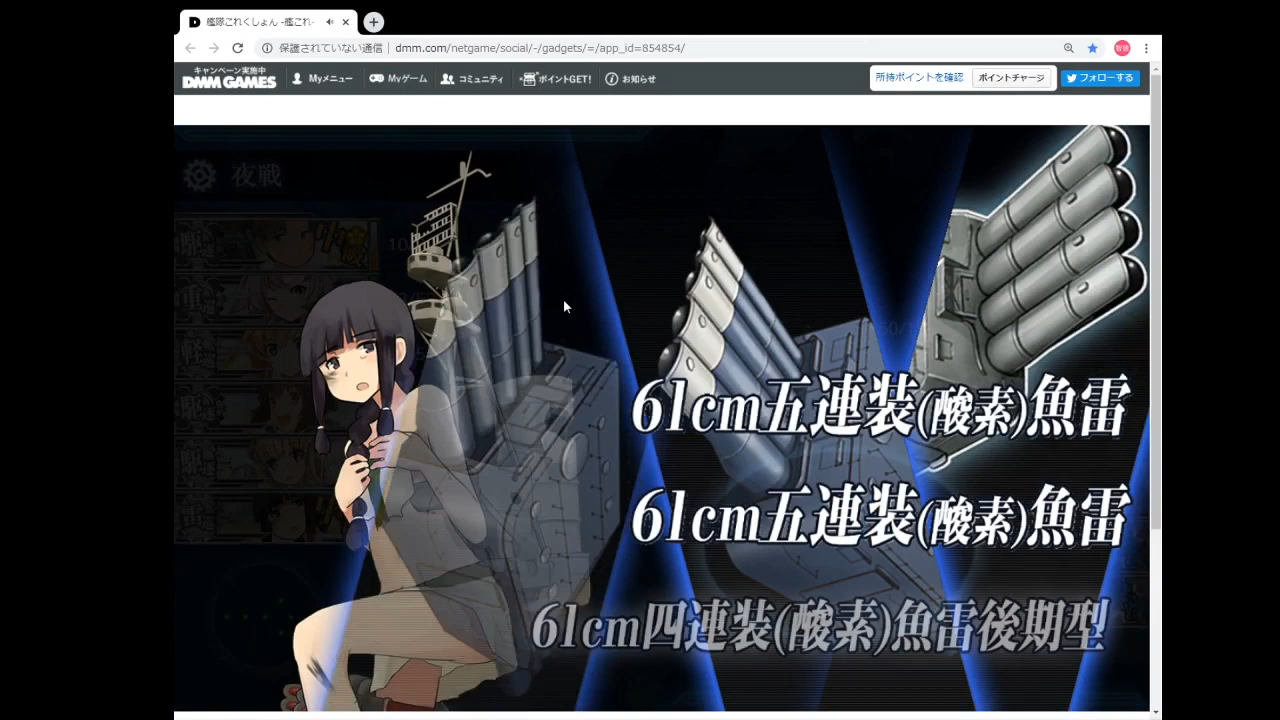 艦隊これくしょん -艦これ-
保護されていない通信 | dmm.com/netgame/social/-/gadgets/=/app_id=854854/
キャンペーン実施中
DMM GAMES
Myメニュー
Myゲーム
コミュニティ
ポイントGET!
お知らせ
所持ポイントを確認
ポイントチャージ
フォローする
夜戦
61cm五連装(酸素)魚雷
61cm五連装(酸素)魚雷
61cm四連装(酸素)魚雷後期型